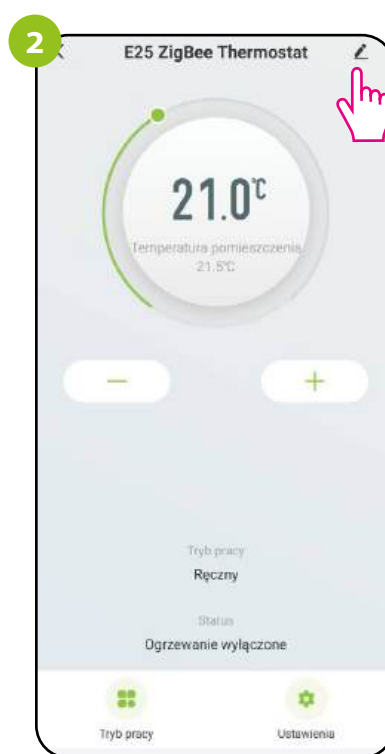 2
E25 ZigBee Thermostat
21.0°C
Temperatura pomieszczenia
21.5°C
− +
Tryb pracy
Ręczny
Status
Ogrzewanie wyłączone
Tryb pracy Ustawienia